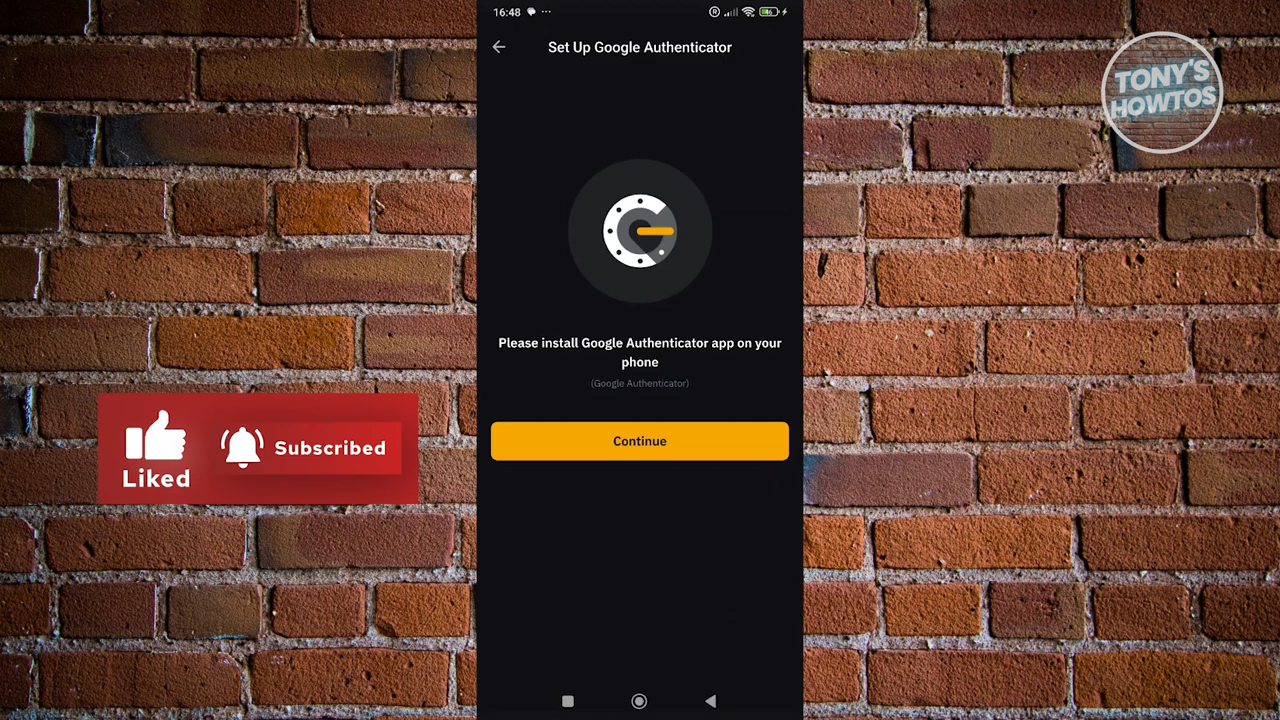 16:48
Set Up Google Authenticator
TONY'S
HOWTOS
Please install Google Authenticator app on your
phone
(Google Authenticator)
Continue
Liked
Subscribed